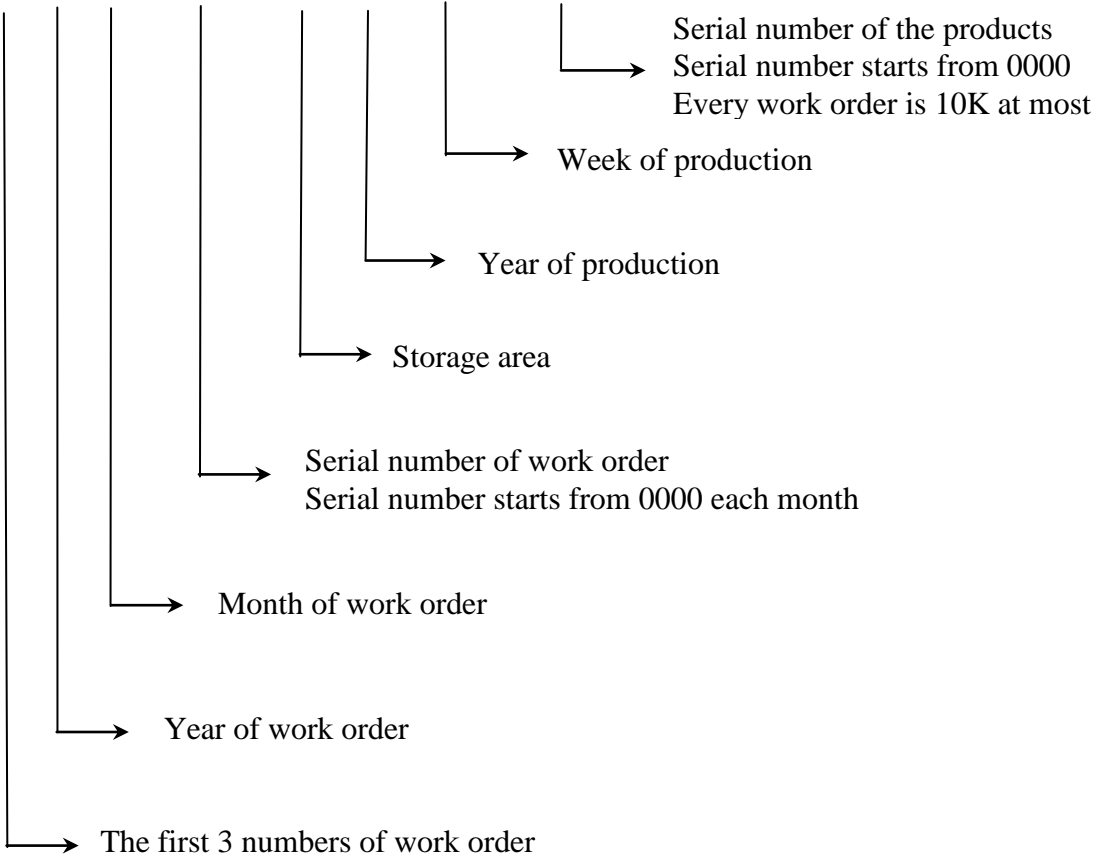 Serial number of the products
Serial number starts from 0000
Every work order is 10K at most
Week of production
Year of production
Storage area
Serial number of work order
Serial number starts from 0000 each month
Month of work order
Year of work order
The first 3 numbers of work order